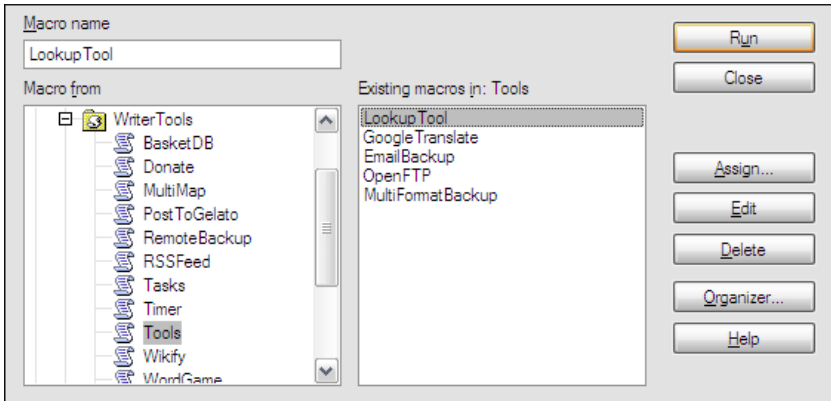 Macro name
LookupTool
Run
Close
Macro from
Existing macros in: Tools
WriterTools
BasketDB
Donate
MultiMap
PostToGelato
RemoteBackup
RSSFeed
Tasks
Timer
Tools
Wikify
WordGame
LookupTool
GoogleTranslate
EmailBackup
OpenFTP
MultiFormatBackup
Assign...
Edit
Delete
Organizer...
Help